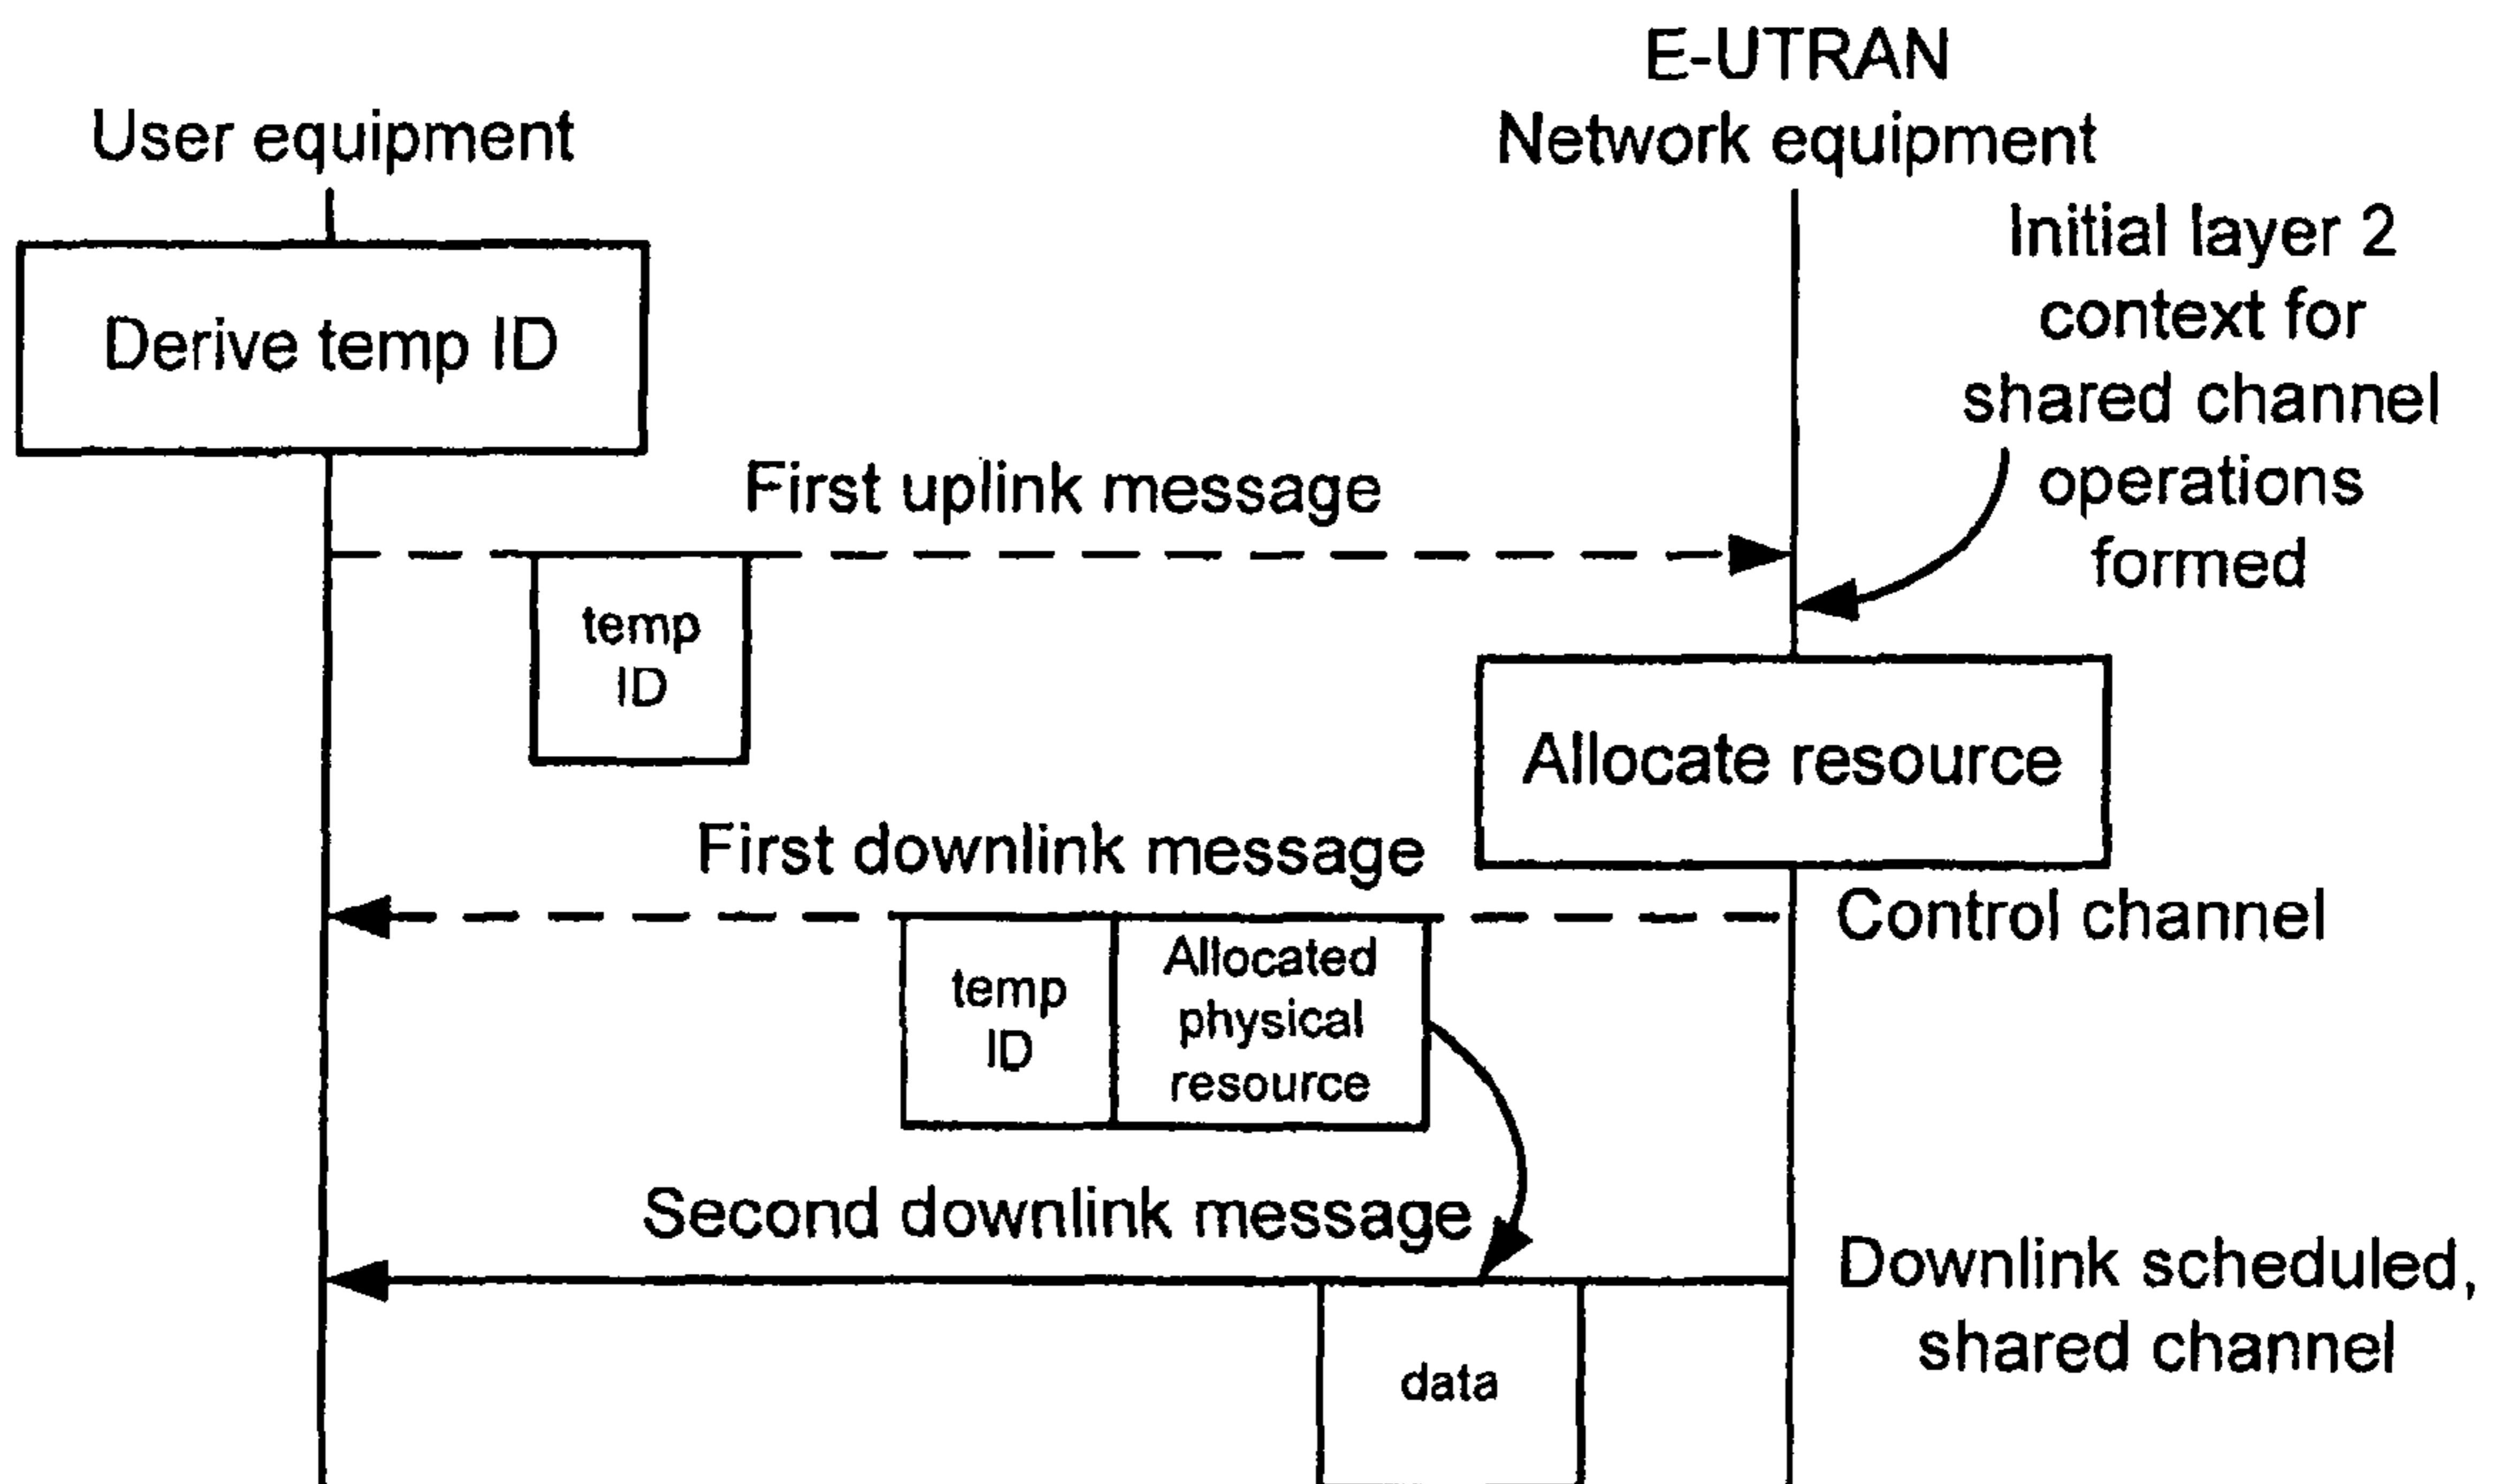 E-UTRAN
User equipment
Network equipment
Initial layer 2
context for
shared channel
operations
formed
Derive temp ID
First uplink message
temp
ID
Allocate resource
First downlink message
Control channel
temp
ID
Allocated
physical
resource
Second downlink message
Downlink scheduled,
shared channel
data